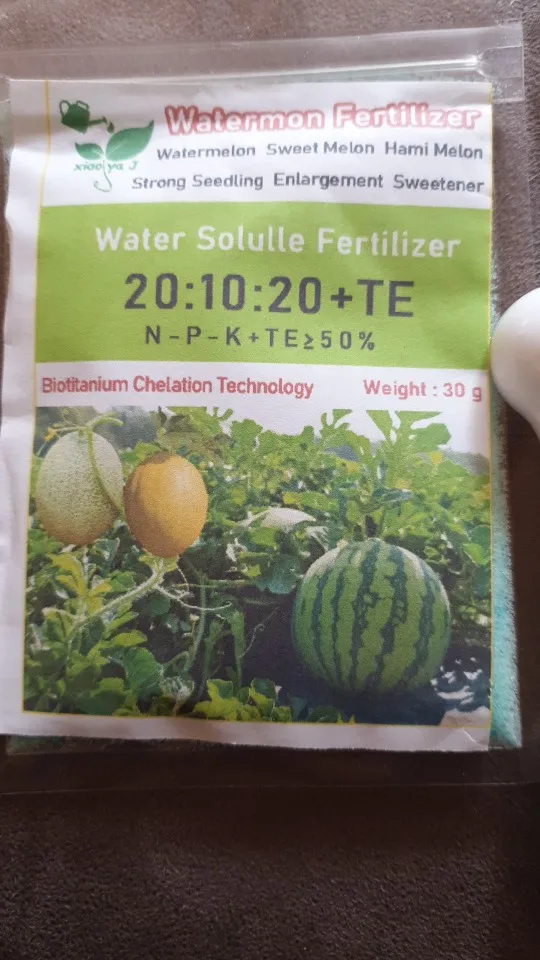 Watermon Fertilizer
xiao ya J
Watermelon Sweet Melon Hami Melon
Strong Seedling Enlargement Sweetener
Water Solulle Fertilizer
20:10:20+TE
N-P-K+TE≥50%
Biotitanium Chelation Technology Weight : 30 g